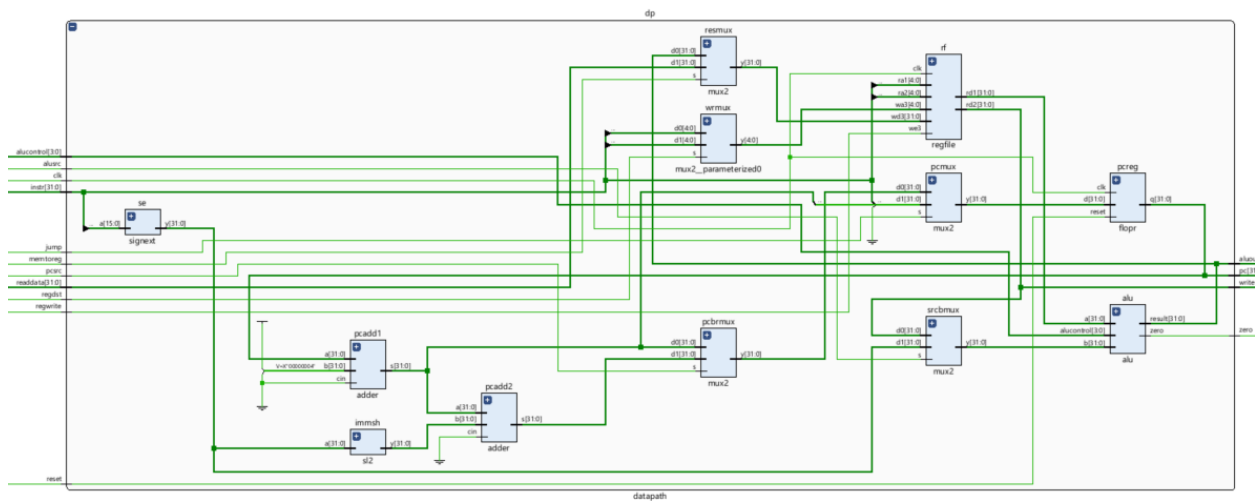 dp
resmux
d0[31:0]
d1[31:0]
s
y[31:0]
mux2
wrmux
d0[4:0]
d1[4:0]
s
y[4:0]
mux2__parameterized0
rf
clk
ra1[4:0]
ra2[4:0]
wa3[4:0]
wd3[31:0]
we3
rd1[31:0]
rd2[31:0]
regfile
alucontrol[3:0]
alusrc
clk
instr[31:0]
se
a[15:0]
y[31:0]
signext
pcmux
d0[31:0]
d1[31:0]
s
y[31:0]
mux2
pcreg
clk
d[31:0]
reset
q[31:0]
flopr
jump
memtoreg
pcsrc
readdata[31:0]
regdst
regwrite
aluou
pc[31
write
zero
pcadd1
a[31:0]
b[31:0]
cin
s[31:0]
adder
pcadd2
a[31:0]
b[31:0]
cin
s[31:0]
adder
immsh
a[31:0]
y[31:0]
sl2
pcbrmux
d0[31:0]
d1[31:0]
s
y[31:0]
mux2
srcbmux
d0[31:0]
d1[31:0]
s
y[31:0]
mux2
alu
a[31:0]
alucontrol[3:0]
b[31:0]
result[31:0]
zero
alu
reset
datapath